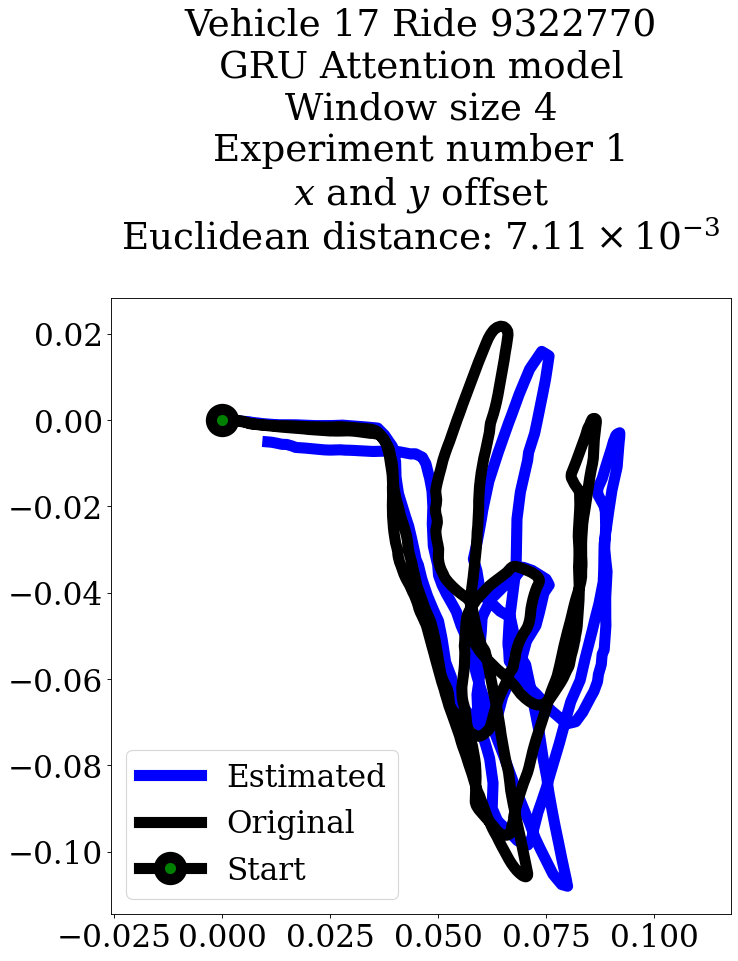 Vehicle 17 Ride 9322770
GRU Attention model
Window size 4
Experiment number 1
x and y offset
Euclidean distance: 7.11 × 10⁻³
0.02
0.00
−0.02
−0.04
−0.06
−0.08
−0.10
Estimated
Original
Start
−0.025 0.000 0.025 0.050 0.075 0.100